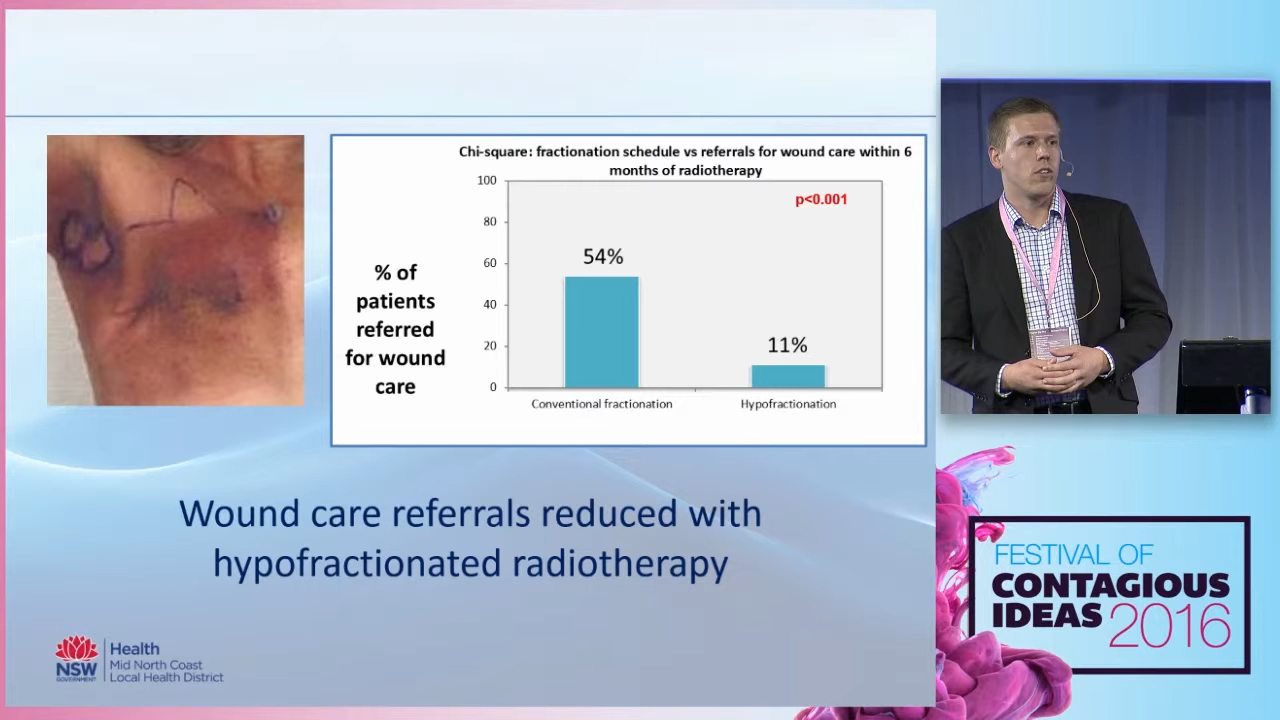 Chi-square: fractionation schedule vs referrals for wound care within 6
months of radiotherapy
100
80
60
40
20
0
p<0.001
54%
11%
% of
patients
referred
for wound
care
Conventional fractionation
Hypofractionation
Wound care referrals reduced with
hypofractionated radiotherapy
NSW
GOVERNMENT
Health
Mid North Coast
Local Health District
FESTIVAL OF
CONTAGIOUS
IDEAS 2016